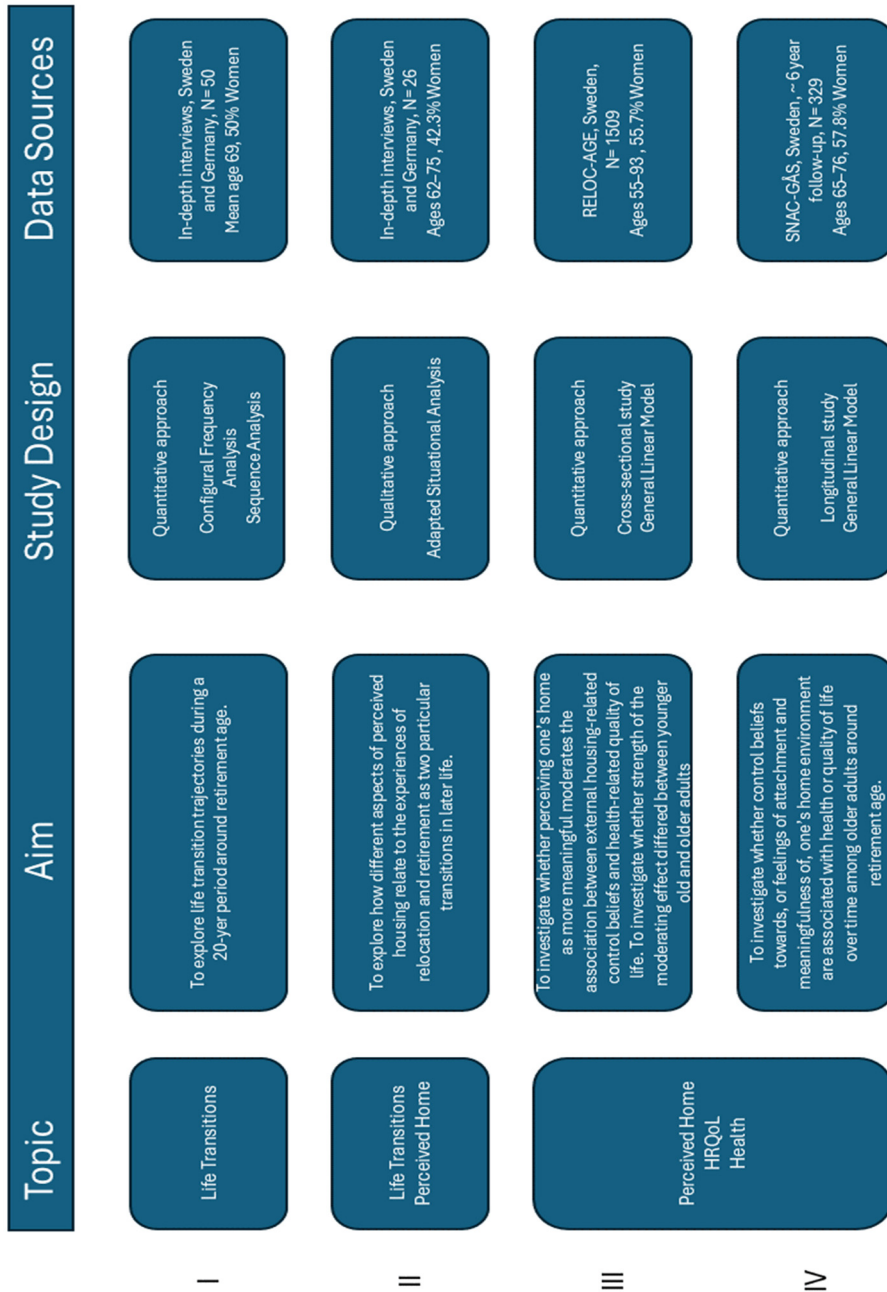 Topic
Aim
Study Design
Data Sources
I
Life Transitions
To explore life transition trajectories during a
20-yer period around retirement age.
Quantitative approach
Configural Frequency
Analysis
Sequence Analysis
In-depth interviews, Sweden
and Germany, N= 50
Mean age 69, 50% Women
II
Life Transitions
Perceived Home
To explore how different aspects of perceived
housing relate to the experiences of
relocation and retirement as two particular
transitions in later life.
Qualitative approach
Adapted Situational Analysis
In-depth interviews, Sweden
and Germany, N= 26
Ages 62–75 , 42.3% Women
III
Perceived Home
HRQoL
Health
To investigate whether perceiving one's home
as more meaningful moderates the
association between external housing-related
control beliefs and health-related quality of
life. To investigate whether strength of the
moderating effect differed between younger
old and older adults
Quantitative approach
Cross-sectional study
General Linear Model
RELOC-AGE, Sweden,
N= 1509
Ages 55–93 , 55.7% Women
IV
To investigate whether control beliefs
towards, or feelings of attachment and
meaningfulness of, one's home environment
are associated with health or quality of life
over time among older adults around
retirement age.
Quantitative approach
Longitudinal study
General Linear Model
SNAC-GÅS, Sweden, ~ 6 year
follow-up, N= 329
Ages 65–76, 57.8% Women